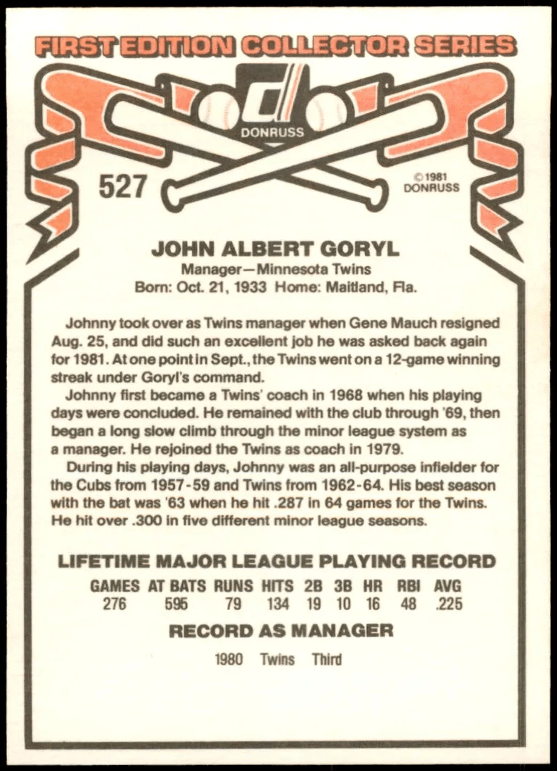 FIRST EDITION COLLECTOR SERIES
d
DONRUSS
527
©1981
DONRUSS
JOHN ALBERT GORYL
Manager—Minnesota Twins
Born: Oct. 21, 1933 Home: Maitland, Fla.
Johnny took over as Twins manager when Gene Mauch resigned
Aug. 25, and did such an excellent job he was asked back again
for 1981. At one point in Sept., the Twins went on a 12-game winning
streak under Goryl's command.
Johnny first became a Twins' coach in 1968 when his playing
days were concluded. He remained with the club through '69, then
began a long slow climb through the minor league system as
a manager. He rejoined the Twins as coach in 1979.
During his playing days, Johnny was an all-purpose infielder for
the Cubs from 1957-59 and Twins from 1962-64. His best season
with the bat was '63 when he hit .287 in 64 games for the Twins.
He hit over .300 in five different minor league seasons.
LIFETIME MAJOR LEAGUE PLAYING RECORD
GAMES AT BATS RUNS HITS 2B 3B HR RBI AVG
276 595 79 134 19 10 16 48 .225
RECORD AS MANAGER
1980 Twins Third